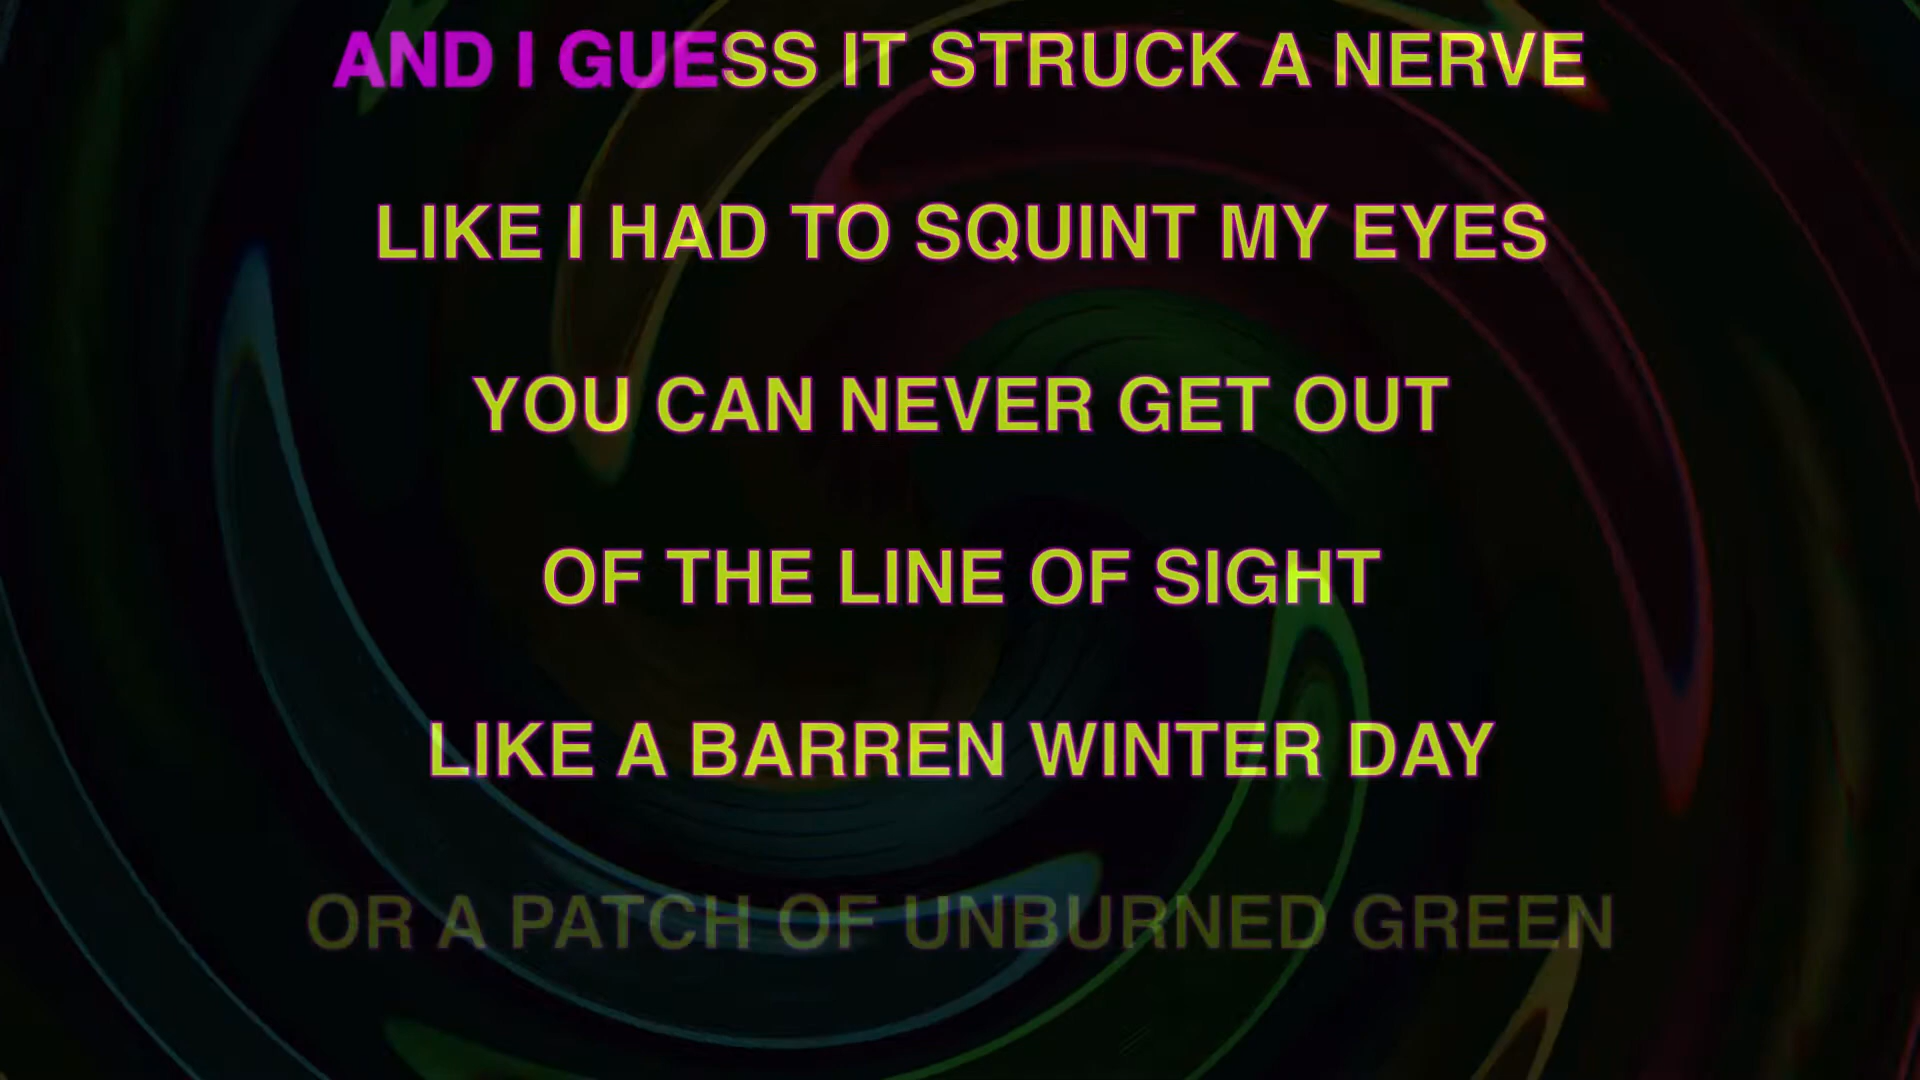 AND I GUESS IT STRUCK A NERVE
LIKE I HAD TO SQUINT MY EYES
YOU CAN NEVER GET OUT
OF THE LINE OF SIGHT
LIKE A BARREN WINTER DAY
OR A PATCH OF UNBURNED GREEN